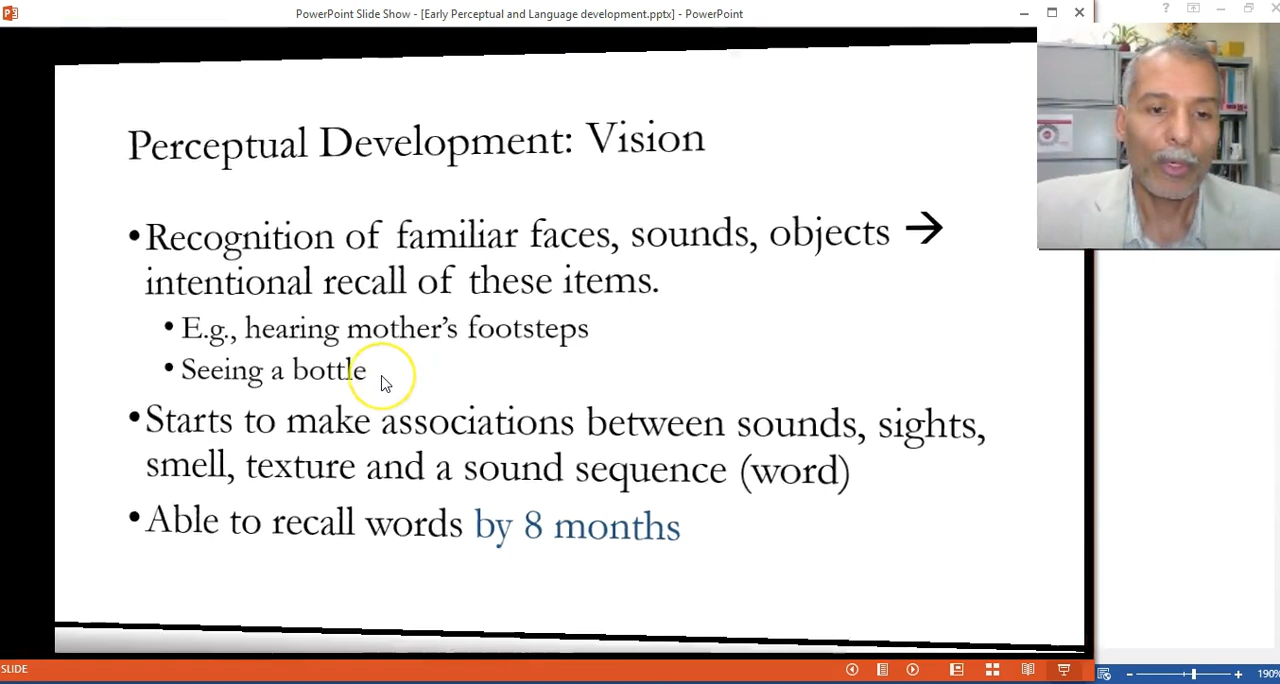 PowerPoint Slide Show - [Early Perceptual and Language development.pptx] - PowerPoint
Perceptual Development: Vision
•Recognition of familiar faces, sounds, objects →
intentional recall of these items.
•E.g., hearing mother's footsteps
•Seeing a bottle
•Starts to make associations between sounds, sights,
smell, texture and a sound sequence (word)
•Able to recall words by 8 months
SLIDE
190%